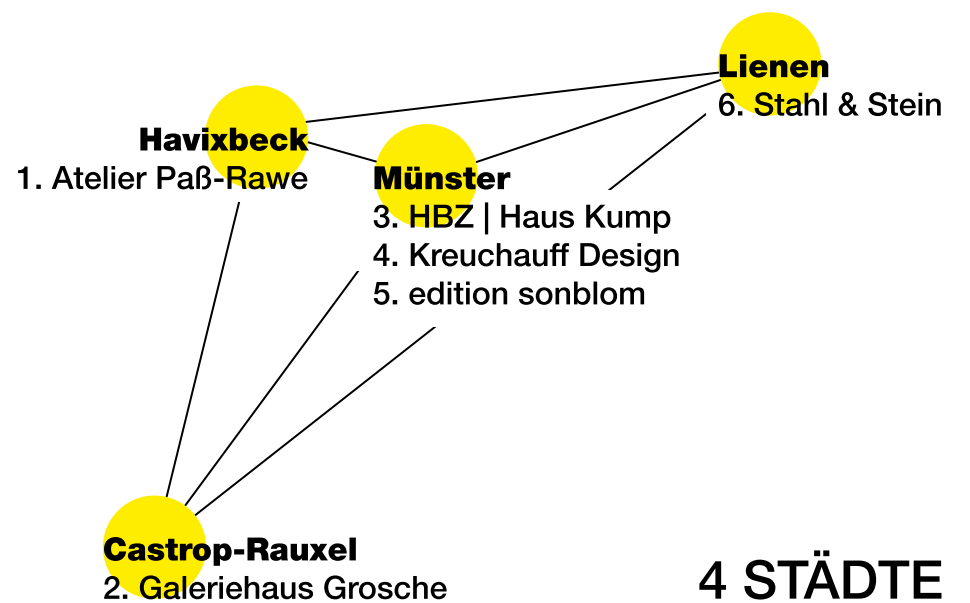 Lienen
6. Stahl & Stein
Havixbeck
1. Atelier Paß-Rawe
Münster
3. HBZ | Haus Kump
4. Kreuchauff Design
5. edition sonblom
Castrop-Rauxel
2. Galeriehaus Grosche
4 STÄDTE